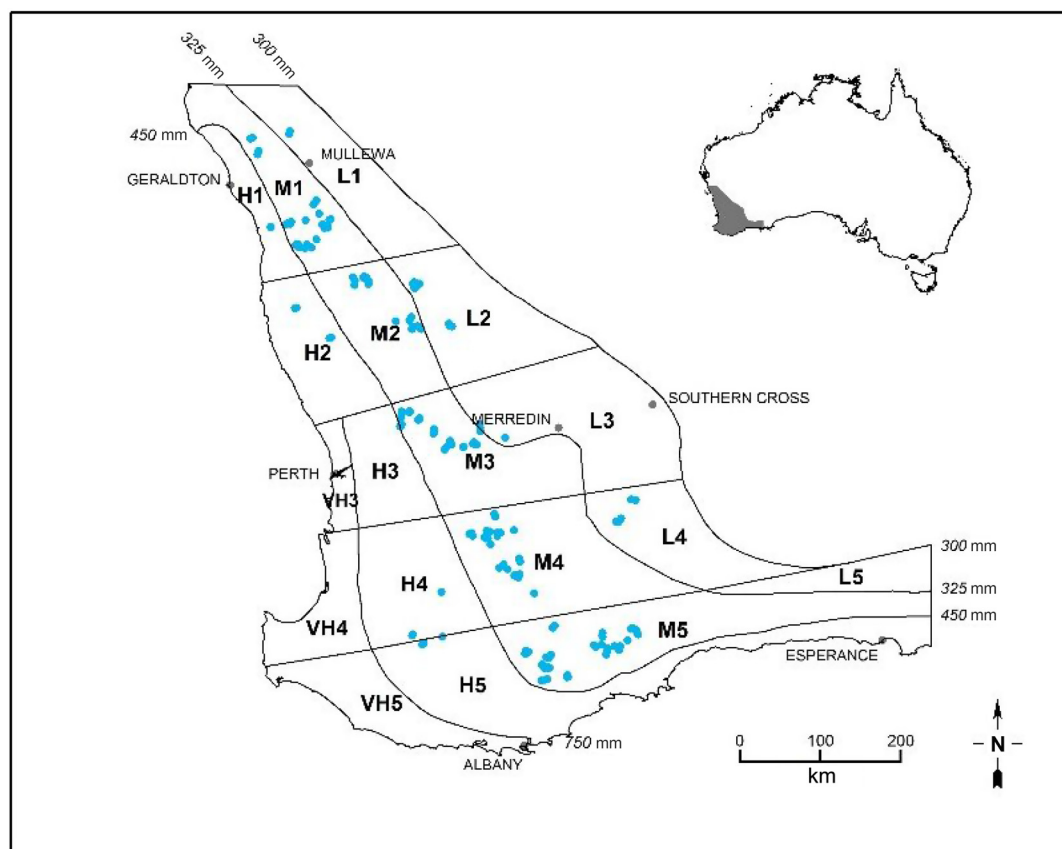 325 mm
300 mm
450 mm
MULLEWA
GERALDTON
H1
M1
L1
H2
M2
L2
SOUTHERN CROSS
MERREDIN
L3
PERTH
H3
M3
VH3
L4
M4
H4
300 mm
L5
325 mm
450 mm
VH4
M5
ESPERANCE
H5
VH5
750 mm
ALBANY
0 100 200
km
N